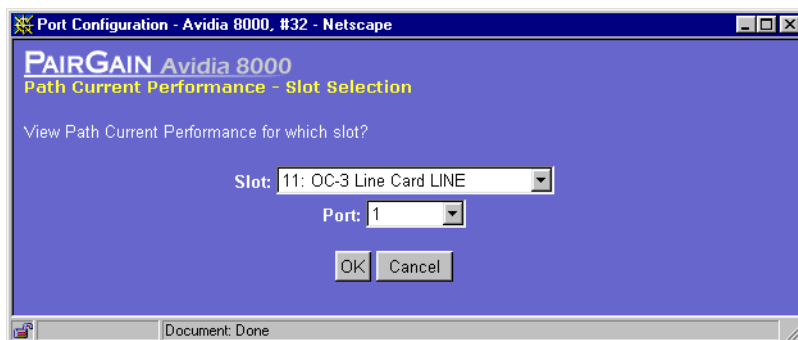 Port Configuration - Avidia 8000, #32 - Netscape
PAIRGAIN Avidia 8000
Path Current Performance - Slot Selection
View Path Current Performance for which slot?
Slot: 11: OC-3 Line Card LINE
Port: 1
OK Cancel
Document: Done